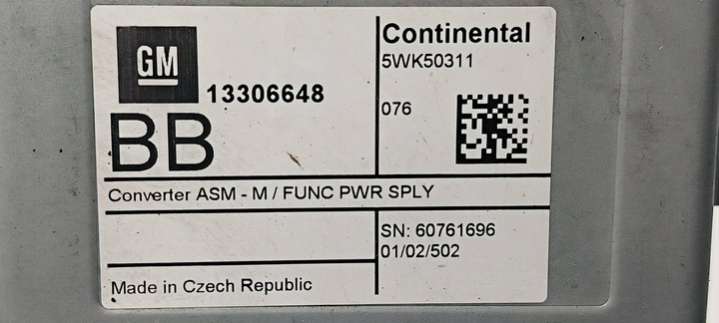 GM
13306648
BB
Continental
5WK50311
076
Converter ASM - M / FUNC PWR SPLY
SN: 60761696
01/02/502
Made in Czech Republic